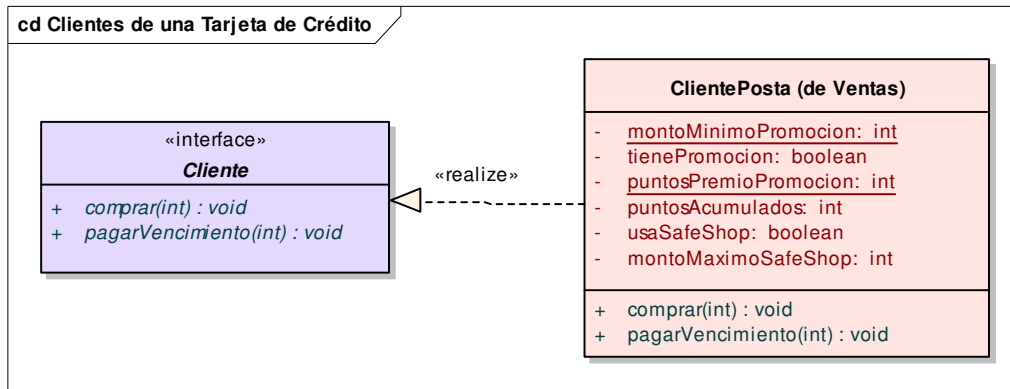 cd Clientes de una Tarjeta de Crédito
«interface»
Cliente
+ comprar(int) : void
+ pagarVencimiento(int) : void
«realize»
ClientePosta (de Ventas)
- montoMinimoPromocion: int
- tienePromocion: boolean
- puntosPremioPromocion: int
- puntosAcumulados: int
- usaSafeShop: boolean
- montoMaximoSafeShop: int
+ comprar(int) : void
+ pagarVencimiento(int) : void